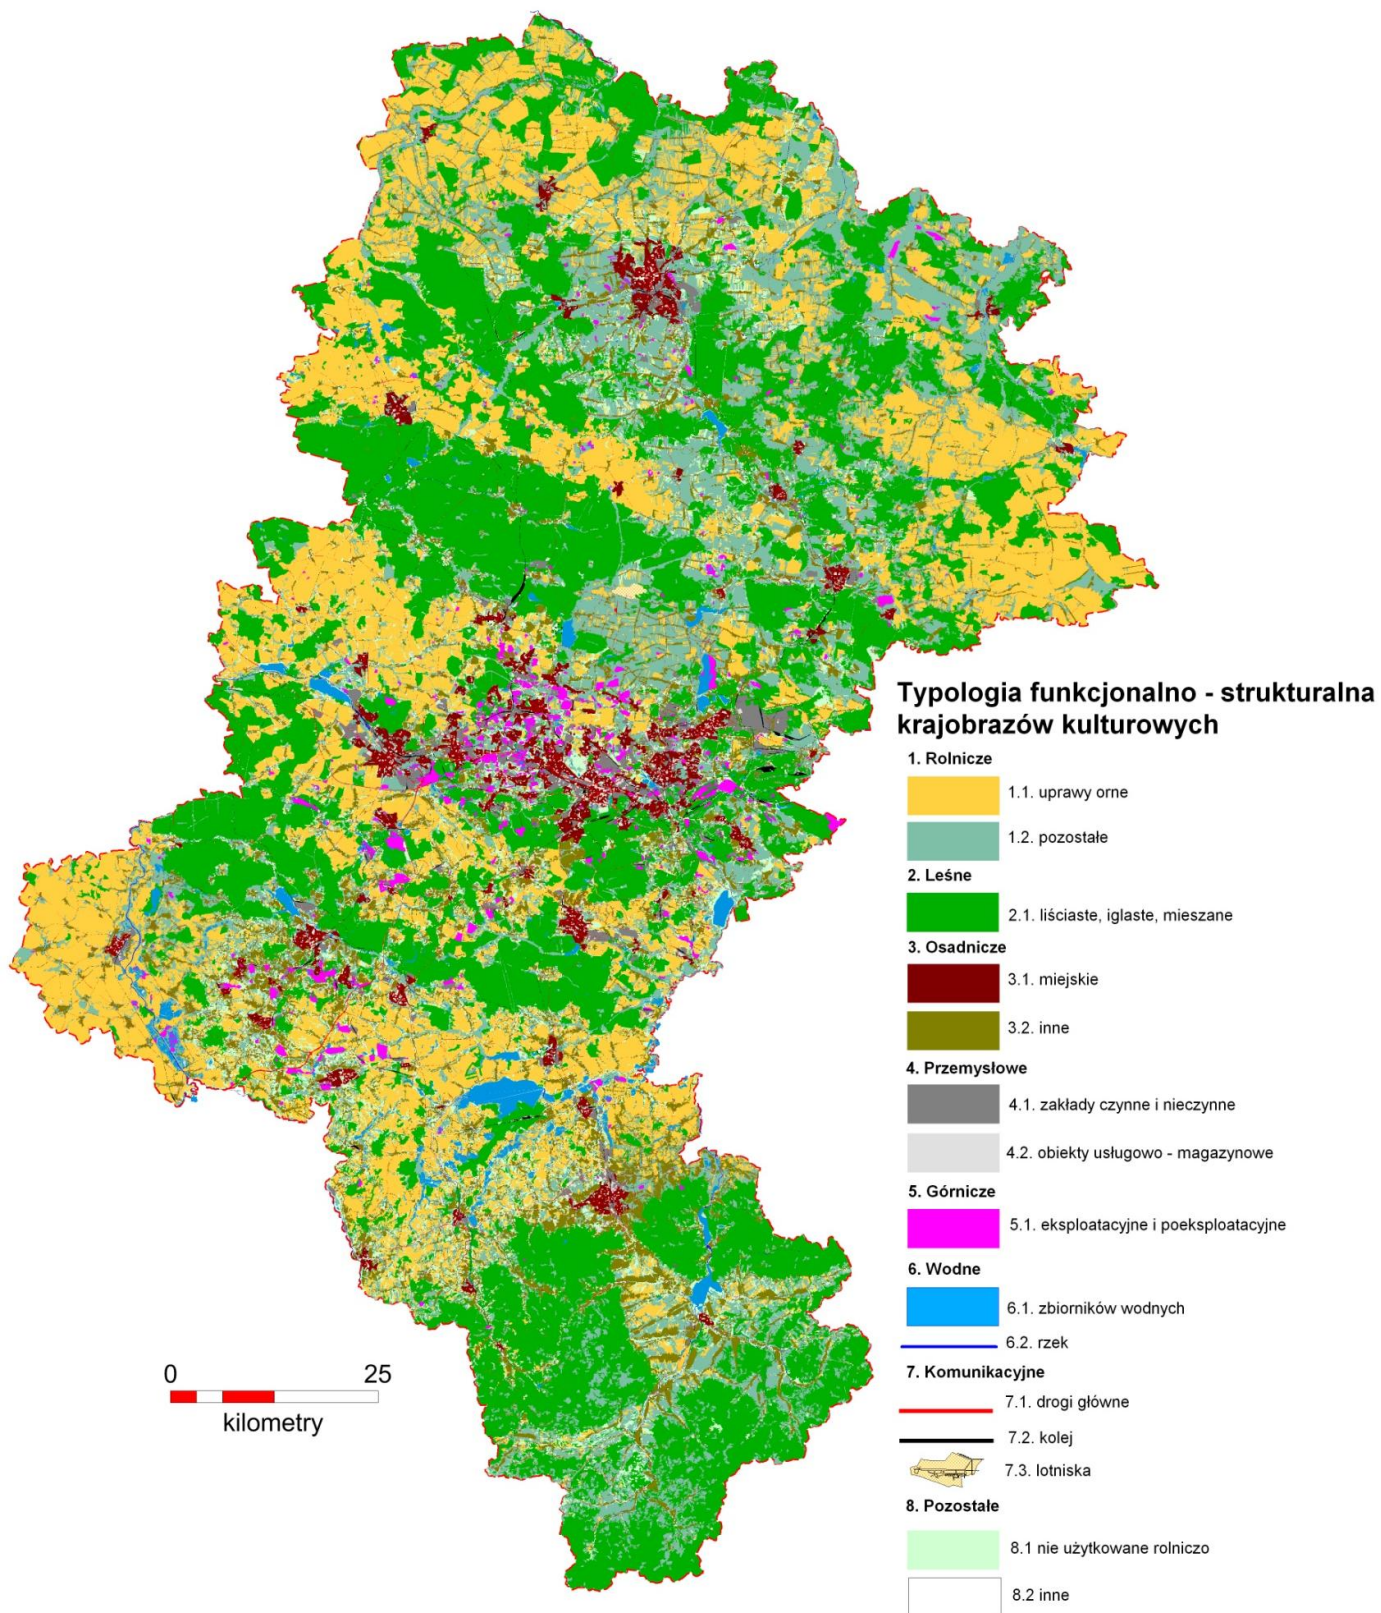 Typologia funkcjonalno - strukturalna
krajobrazów kulturowych
1. Rolnicze
1.1. uprawy orne
1.2. pozostałe
2. Leśne
2.1. liściaste, iglaste, mieszane
3. Osadnicze
3.1. miejskie
3.2. inne
4. Przemysłowe
4.1. zakłady czynne i nieczynne
4.2. obiekty usługowo - magazynowe
5. Górnicze
5.1. eksploatacyjne i poeksploatacyjne
6. Wodne
6.1. zbiorników wodnych
6.2. rzek
7. Komunikacyjne
7.1. drogi główne
7.2. kolej
7.3. lotniska
8. Pozostałe
8.1 nie użytkowane rolniczo
8.2 inne
0 25
kilometry